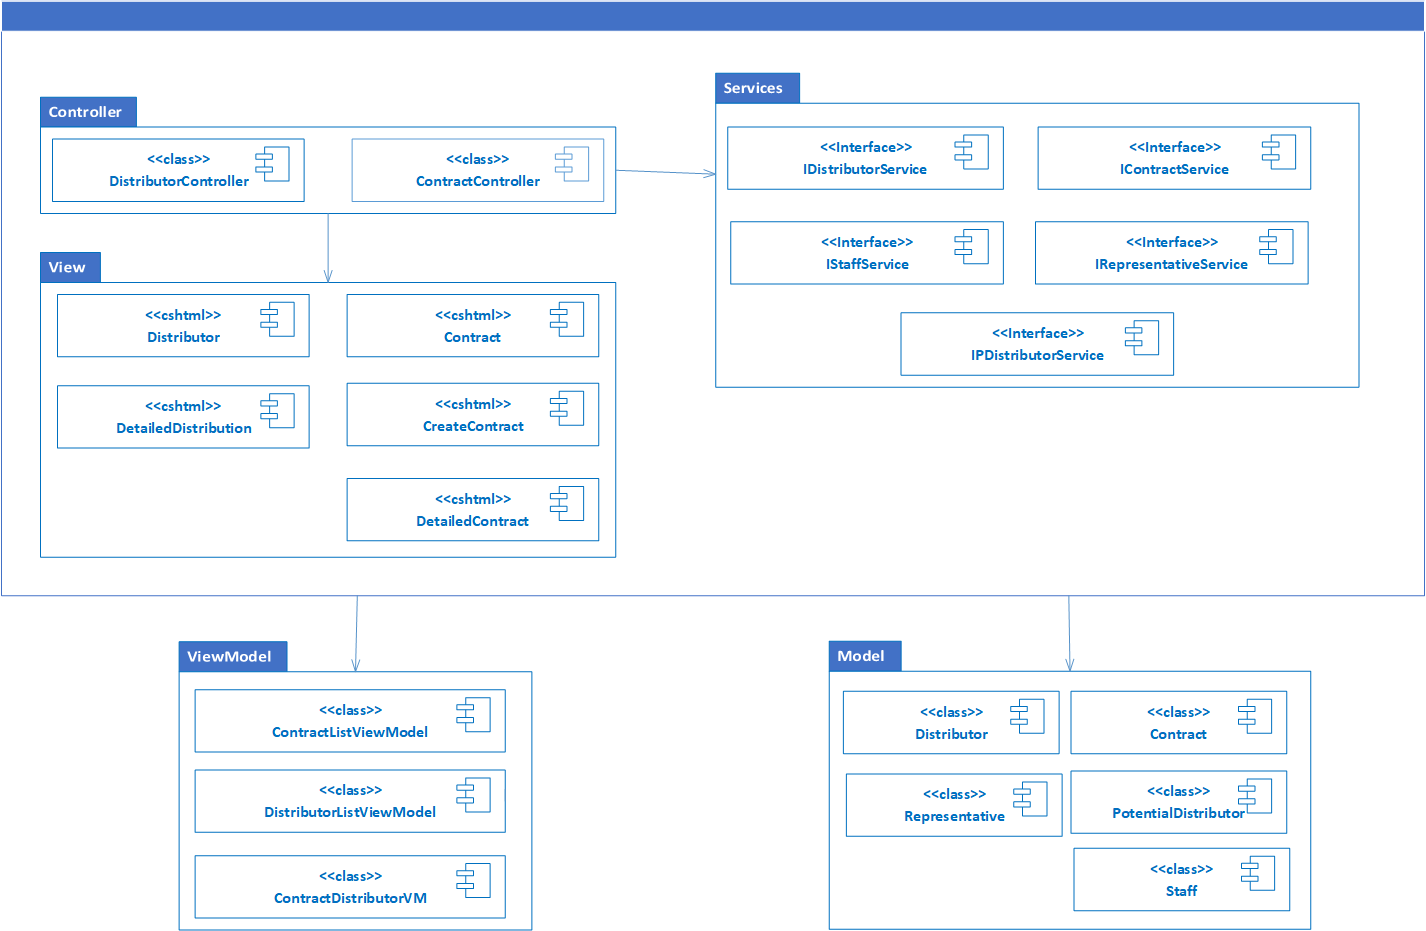 Controller
<<class>>
DistributorController
<<class>>
ContractController
Services
<<Interface>>
IDistributorService
<<Interface>>
IContractService
<<Interface>>
IStaffService
<<Interface>>
IRepresentativeService
<<Interface>>
IPDistributorService
View
<<cshtml>>
Distributor
<<cshtml>>
Contract
<<cshtml>>
DetailedDistribution
<<cshtml>>
CreateContract
<<cshtml>>
DetailedContract
ViewModel
<<class>>
ContractListViewModel
<<class>>
DistributorListViewModel
<<class>>
ContractDistributorVM
Model
<<class>>
Distributor
<<class>>
Contract
<<class>>
Representative
<<class>>
PotentialDistributor
<<class>>
Staff